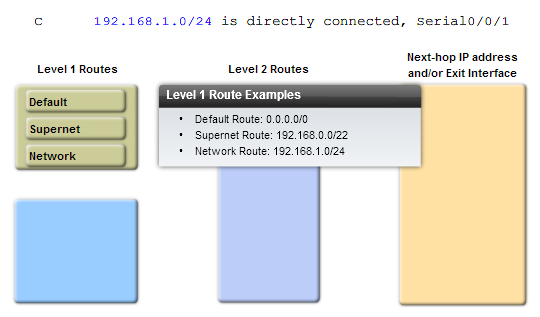 C 192.168.1.0/24 is directly connected, Serial0/0/1
Level 1 Routes
Level 2 Routes
Next-hop IP address
and/or Exit Interface
Default
Supernet
Network
Level 1 Route Examples
• Default Route: 0.0.0.0/0
• Supernet Route: 192.168.0.0/22
• Network Route: 192.168.1.0/24